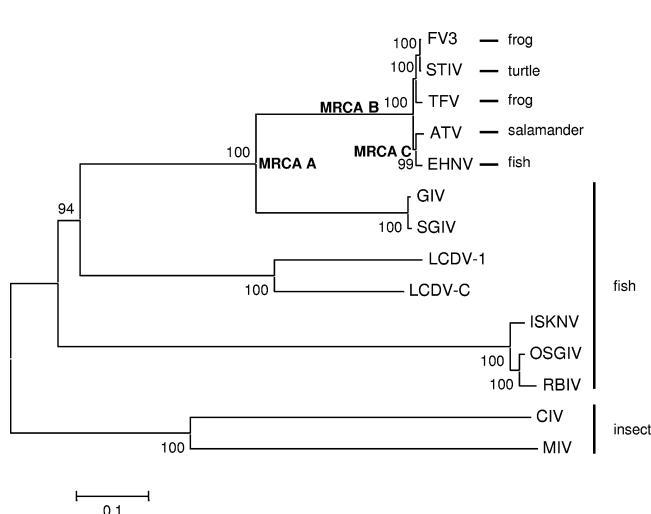 100 FV3 frog
100 STIV turtle
100 TFV frog
MRCA B
ATV salamander
MRCA C
99 EHNV fish
100 MRCA A
GIV
100 SGIV
94
LCDV-1
100 LCDV-C
fish
ISKNV
100 OSGIV
100 RBIV
CIV
insect
100 MIV
0.1